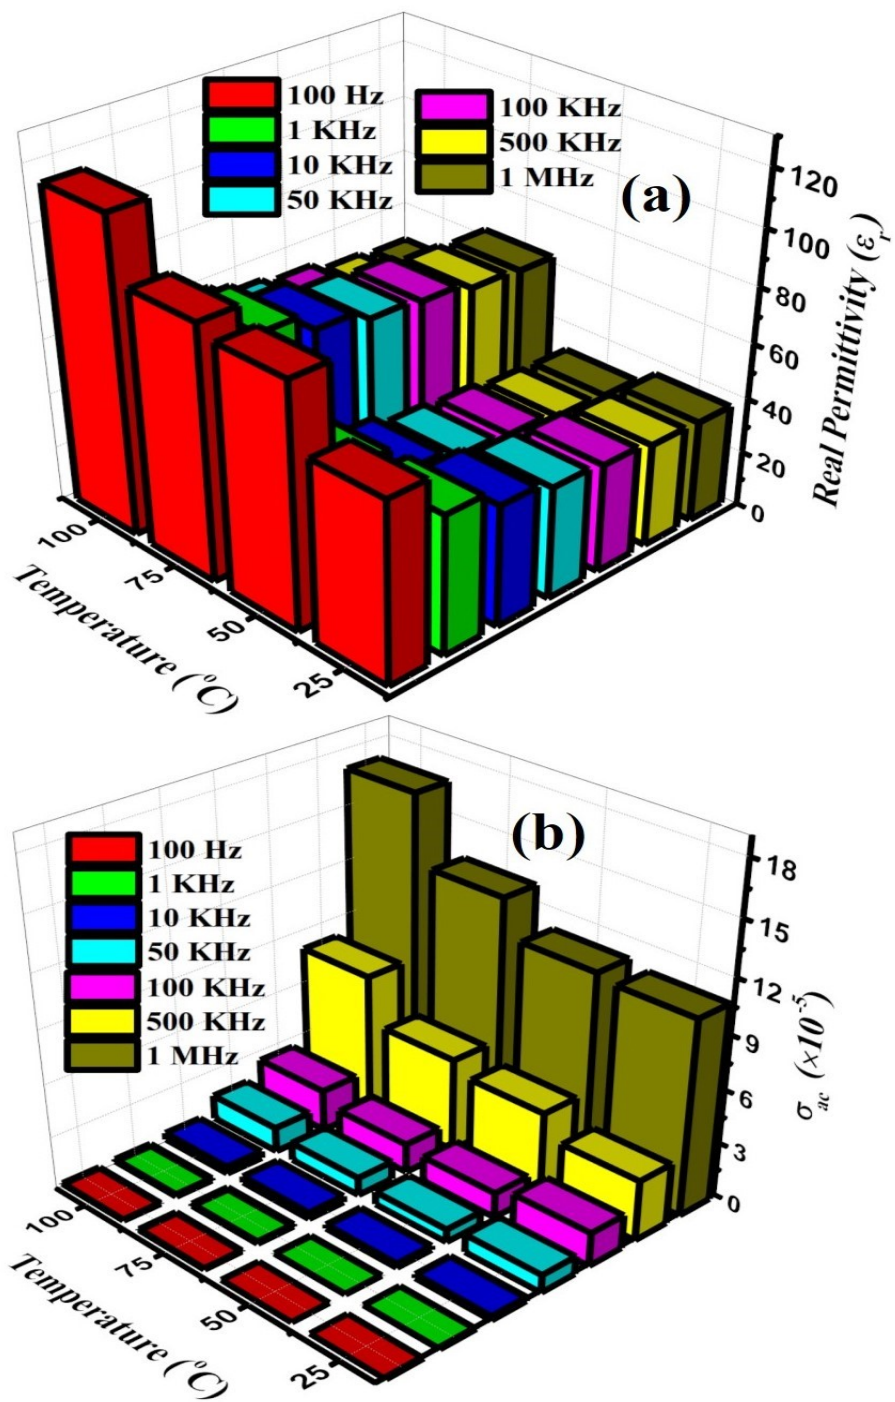 100 Hz
1 KHz
10 KHz
50 KHz
100 KHz
500 KHz
1 MHz
(a)
120
100
80
60
40
20
0
Real Permittivity (εr)
100
75
50
25
Temperature (°C)
(b)
100 Hz
1 KHz
10 KHz
50 KHz
100 KHz
500 KHz
1 MHz
18
15
12
9
6
3
0
σac (×10⁻⁵)
100
75
50
25
Temperature (°C)